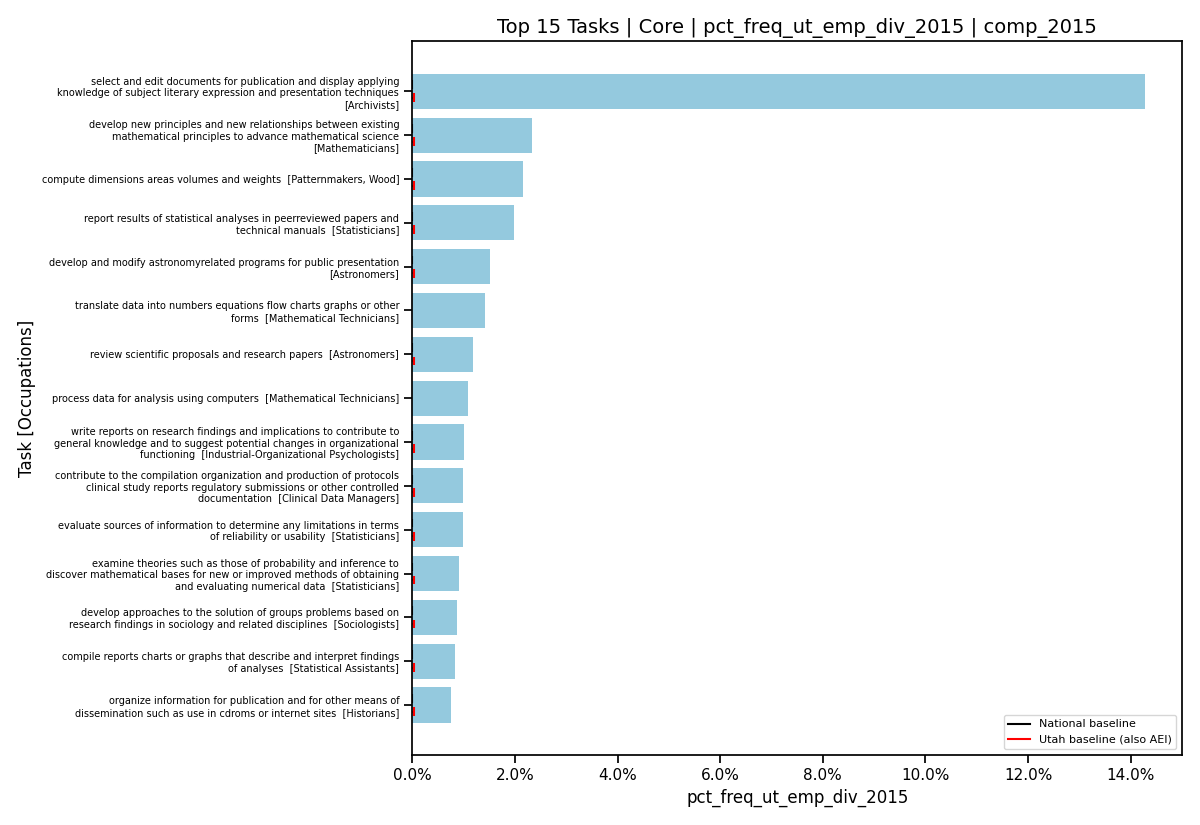 Top 15 Tasks | Core | pct_freq_ut_emp_div_2015 | comp_2015
select and edit documents for publication and display applying
knowledge of subject literary expression and presentation techniques
[Archivists]
develop new principles and new relationships between existing
mathematical principles to advance mathematical science
[Mathematicians]
compute dimensions areas volumes and weights  [Patternmakers, Wood]
report results of statistical analyses in peerreviewed papers and
technical manuals  [Statisticians]
develop and modify astronomyrelated programs for public presentation
[Astronomers]
translate data into numbers equations flow charts graphs or other
forms  [Mathematical Technicians]
review scientific proposals and research papers  [Astronomers]
process data for analysis using computers  [Mathematical Technicians]
write reports on research findings and implications to contribute to
general knowledge and to suggest potential changes in organizational
functioning  [Industrial-Organizational Psychologists]
contribute to the compilation organization and production of protocols
clinical study reports regulatory submissions or other controlled
documentation  [Clinical Data Managers]
evaluate sources of information to determine any limitations in terms
of reliability or usability  [Statisticians]
examine theories such as those of probability and inference to
discover mathematical bases for new or improved methods of obtaining
and evaluating numerical data  [Statisticians]
develop approaches to the solution of groups problems based on
research findings in sociology and related disciplines  [Sociologists]
compile reports charts or graphs that describe and interpret findings
of analyses  [Statistical Assistants]
organize information for publication and for other means of
dissemination such as use in cdroms or internet sites  [Historians]
Task [Occupations]
National baseline
Utah baseline (also AEI)
0.0% 2.0% 4.0% 6.0% 8.0% 10.0% 12.0% 14.0%
pct_freq_ut_emp_div_2015